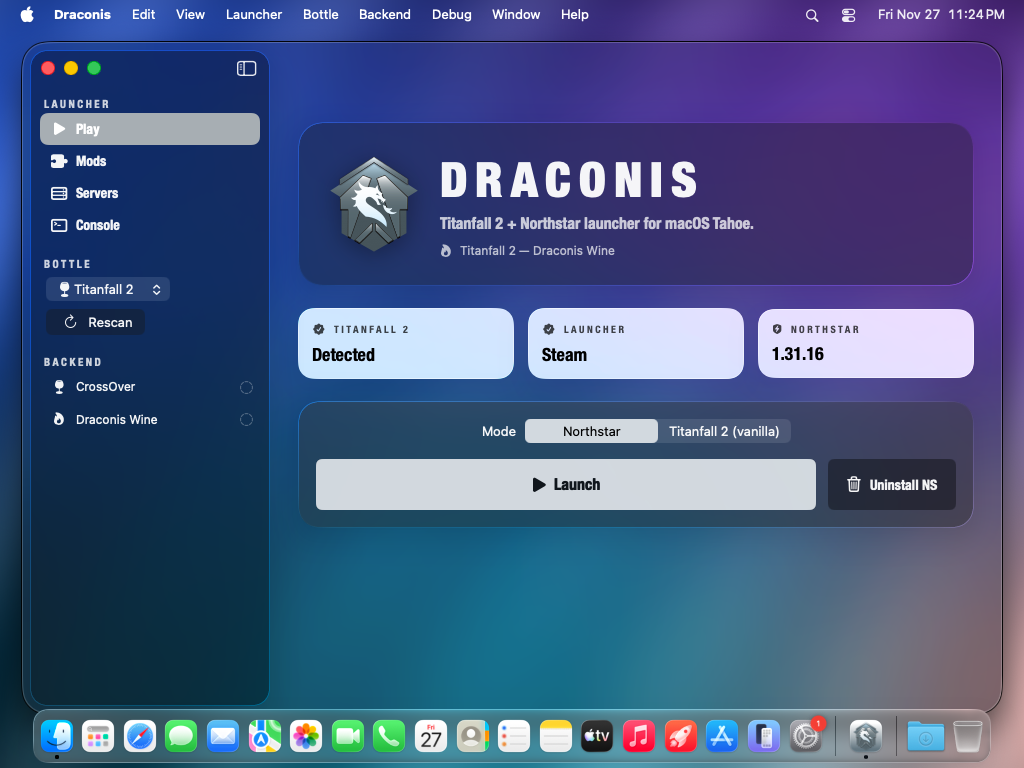 Draconis Edit View Launcher Bottle Backend Debug Window Help Fri Nov 27 11:24 PM
LAUNCHER
Play
Mods
Servers
Console
BOTTLE
Titanfall 2
Rescan
BACKEND
CrossOver
Draconis Wine
DRACONIS
Titanfall 2 + Northstar launcher for macOS Tahoe.
Titanfall 2 — Draconis Wine
TITANFALL 2
Detected
LAUNCHER
Steam
NORTHSTAR
1.31.16
Mode Northstar Titanfall 2 (vanilla)
Launch
Uninstall NS
Fri
27
tv
1